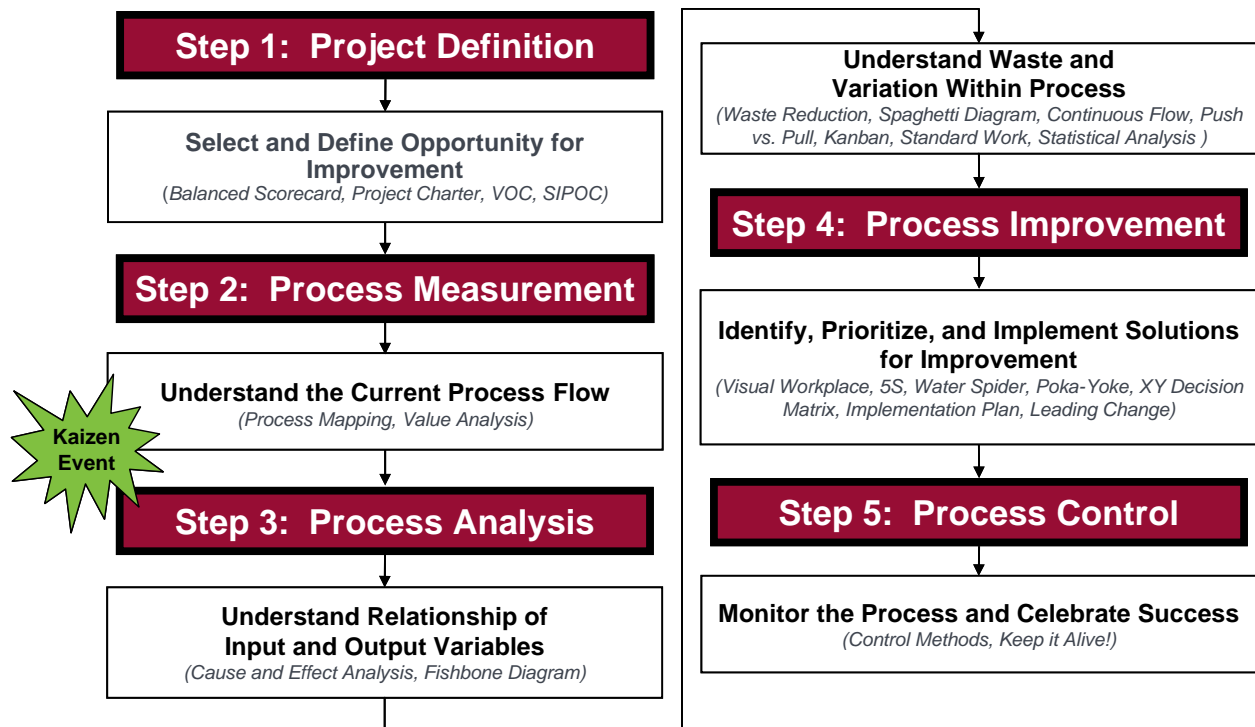 Step 1:  Project Definition
Select and Define Opportunity for
Improvement
(Balanced Scorecard, Project Charter, VOC, SIPOC)
Step 2:  Process Measurement
Understand the Current Process Flow
(Process Mapping, Value Analysis)
Kaizen
Event
Step 3:  Process Analysis
Understand Relationship of
Input and Output Variables
(Cause and Effect Analysis, Fishbone Diagram)
Understand Waste and
Variation Within Process
(Waste Reduction, Spaghetti Diagram, Continuous Flow, Push
vs. Pull, Kanban, Standard Work, Statistical Analysis )
Step 4:  Process Improvement
Identify, Prioritize, and Implement Solutions
for Improvement
(Visual Workplace, 5S, Water Spider, Poka-Yoke, XY Decision
Matrix, Implementation Plan, Leading Change)
Step 5:  Process Control
Monitor the Process and Celebrate Success
(Control Methods, Keep it Alive!)